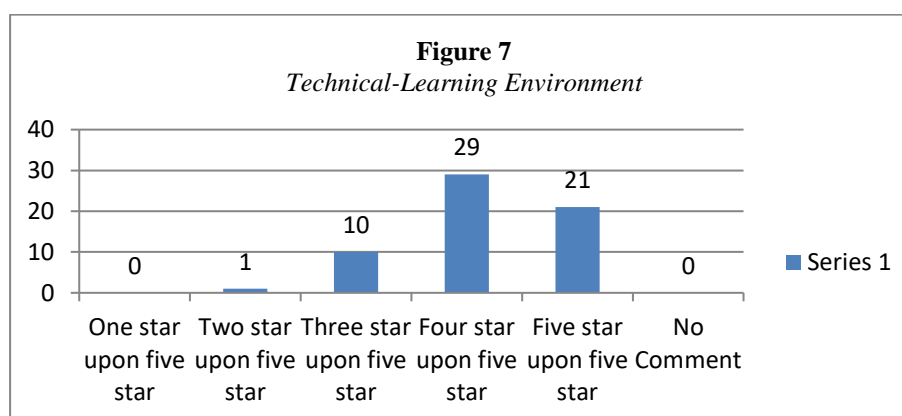 Figure 7
Technical-Learning Environment
40
30
20
10
0
0
1
10
29
21
0
Series 1
One star upon five star
Two star upon five star
Three star upon five star
Four star upon five star
Five star upon five star
No Comment